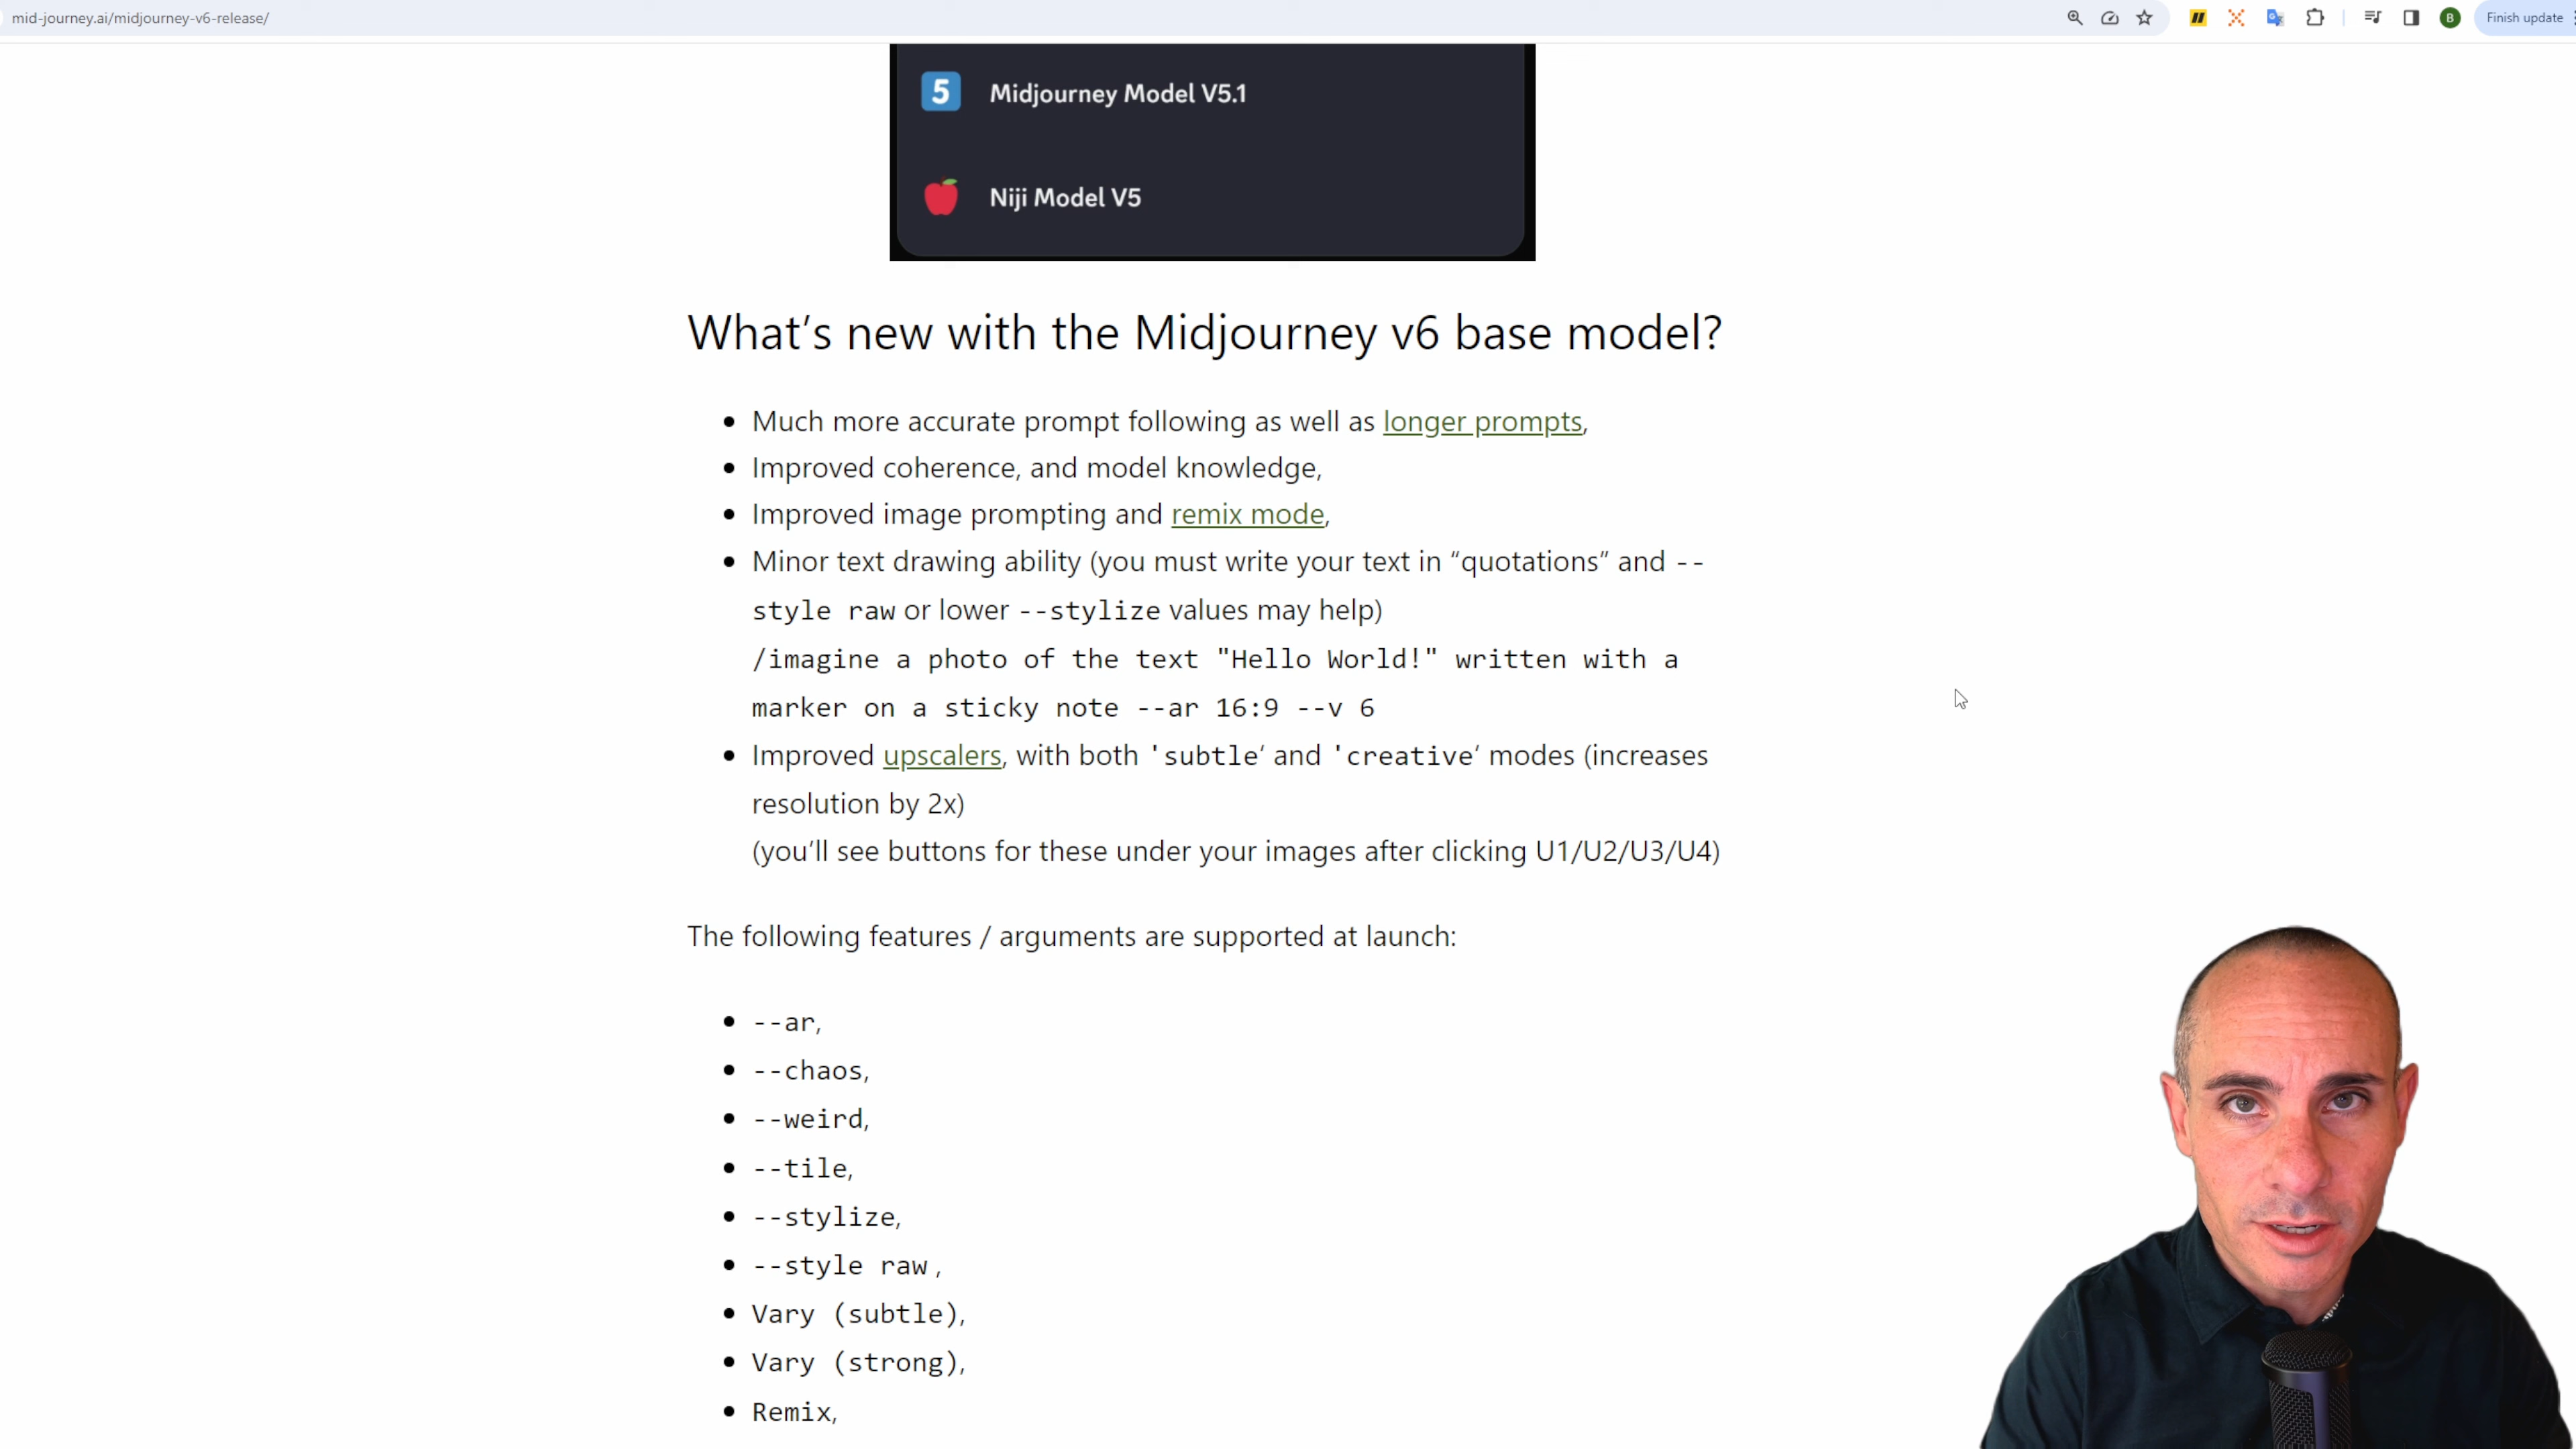 mid-journey.ai/midjourney-v6-release/
B
Finish update
5
Midjourney Model V5.1
Niji Model V5
What’s new with the Midjourney v6 base model?
• Much more accurate prompt following as well as longer prompts,
• Improved coherence, and model knowledge,
• Improved image prompting and remix mode,
• Minor text drawing ability (you must write your text in “quotations” and --
style raw or lower --stylize values may help)
/imagine a photo of the text "Hello World!" written with a
marker on a sticky note --ar 16:9 --v 6
• Improved upscalers, with both 'subtle‘ and 'creative‘ modes (increases
resolution by 2x)
(you’ll see buttons for these under your images after clicking U1/U2/U3/U4)
The following features / arguments are supported at launch:
• --ar,
• --chaos,
• --weird,
• --tile,
• --stylize,
• --style raw ,
• Vary (subtle),
• Vary (strong),
• Remix,